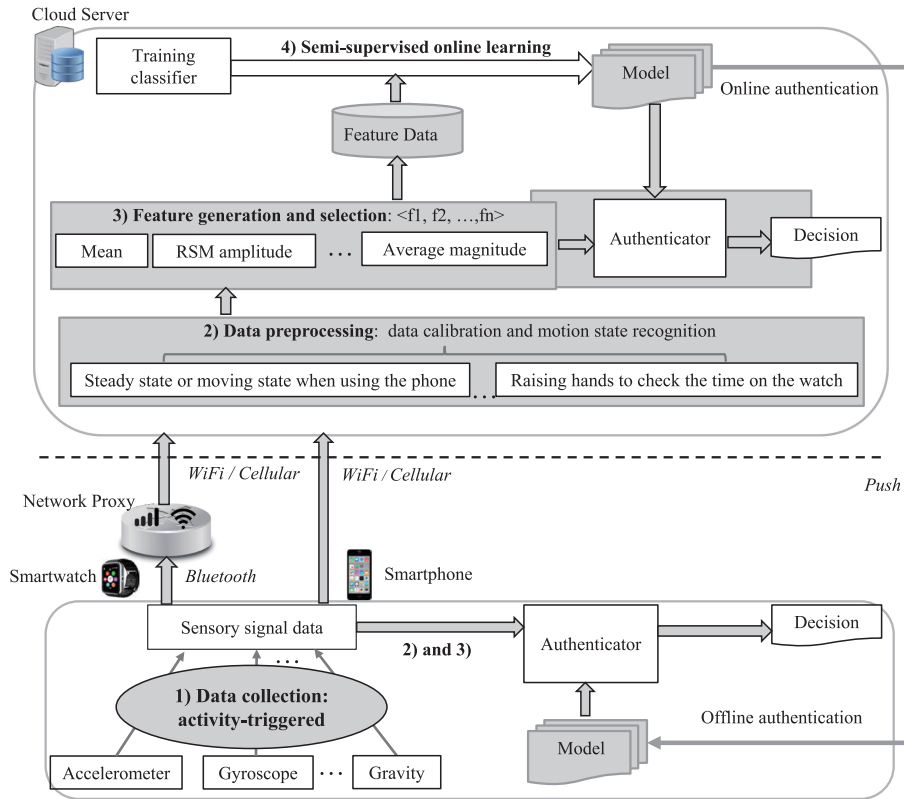 Cloud Server
4) Semi-supervised online learning
Training
classifier
Model
Online authentication
Feature Data
3) Feature generation and selection: <f1, f2, …,fn>
Mean
RSM amplitude
…
Average magnitude
Authenticator
Decision
2) Data preprocessing: data calibration and motion state recognition
Steady state or moving state when using the phone
…
Raising hands to check the time on the watch
WiFi / Cellular
WiFi / Cellular
Push
Network Proxy
Smartwatch
Bluetooth
Smartphone
Sensory signal data
2) and 3)
Authenticator
Decision
…
1) Data collection:
activity-triggered
Offline authentication
Model
Accelerometer
Gyroscope
…
Gravity